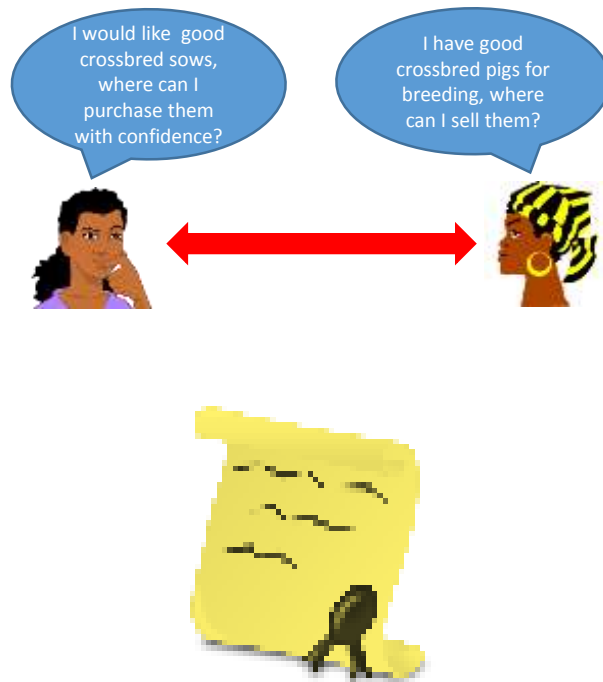 I would like good
crossbred sows,
where can I
purchase them
with confidence?
I have good
crossbred pigs for
breeding, where
can I sell them?